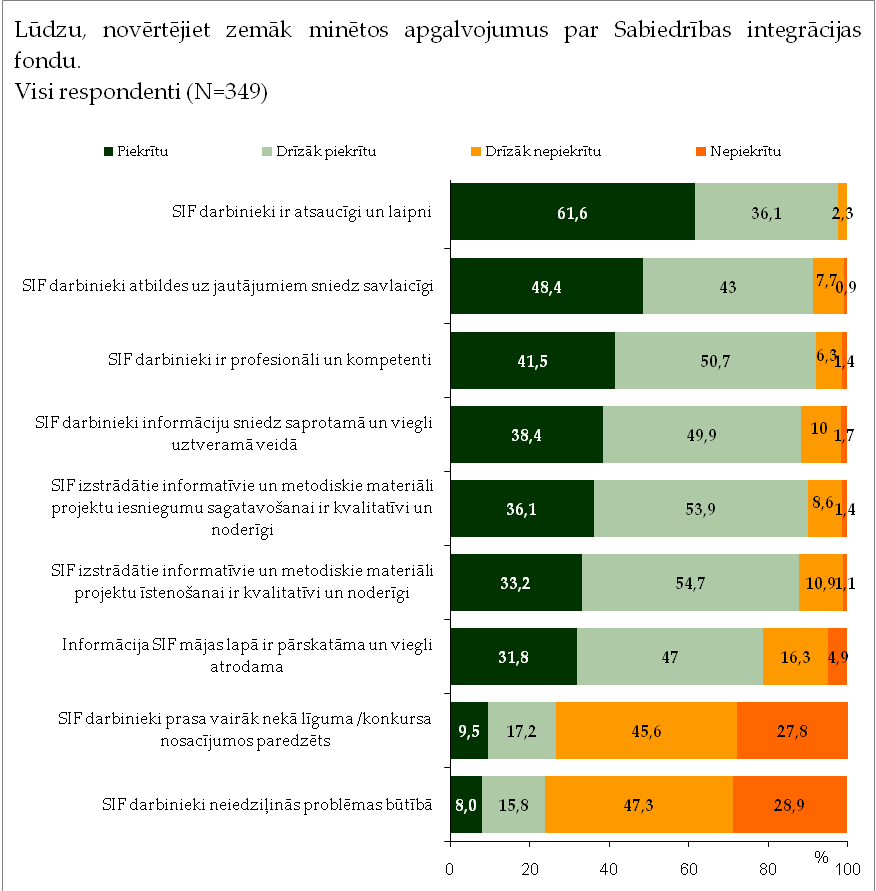 Lūdzu, novērtējiet zemāk minētos apgalvojumus par Sabiedrības integrācijas
fondu.
Visi respondenti (N=349)
Piekrītu Drīzāk piekrītu Drīzāk nepiekrītu Nepiekrītu
SIF darbinieki ir atsaucīgi un laipni
61,6 36,1 2,3
SIF darbinieki atbildes uz jautājumiem sniedz savlaicīgi
48,4 43 7,7 0,9
SIF darbinieki ir profesionāli un kompetenti
41,5 50,7 6,3 1,4
SIF darbinieki informāciju sniedz saprotamā un viegli
uztveramā veidā
38,4 49,9 10 1,7
SIF izstrādātie informatīvie un metodiskie materiāli
projektu iesniegumu sagatavošanai ir kvalitatīvi un
noderīgi
36,1 53,9 8,6 1,4
SIF izstrādātie informatīvie un metodiskie materiāli
projektu īstenošanai ir kvalitatīvi un noderīgi
33,2 54,7 10,9 1,1
Informācija SIF mājas lapā ir pārskatāma un viegli
atrodama
31,8 47 16,3 4,9
SIF darbinieki prasa vairāk nekā līguma /konkursa
nosacījumos paredzēts
9,5 17,2 45,6 27,8
SIF darbinieki neiedziļinās problēmas būtībā
8,0 15,8 47,3 28,9
%
0 20 40 60 80 100